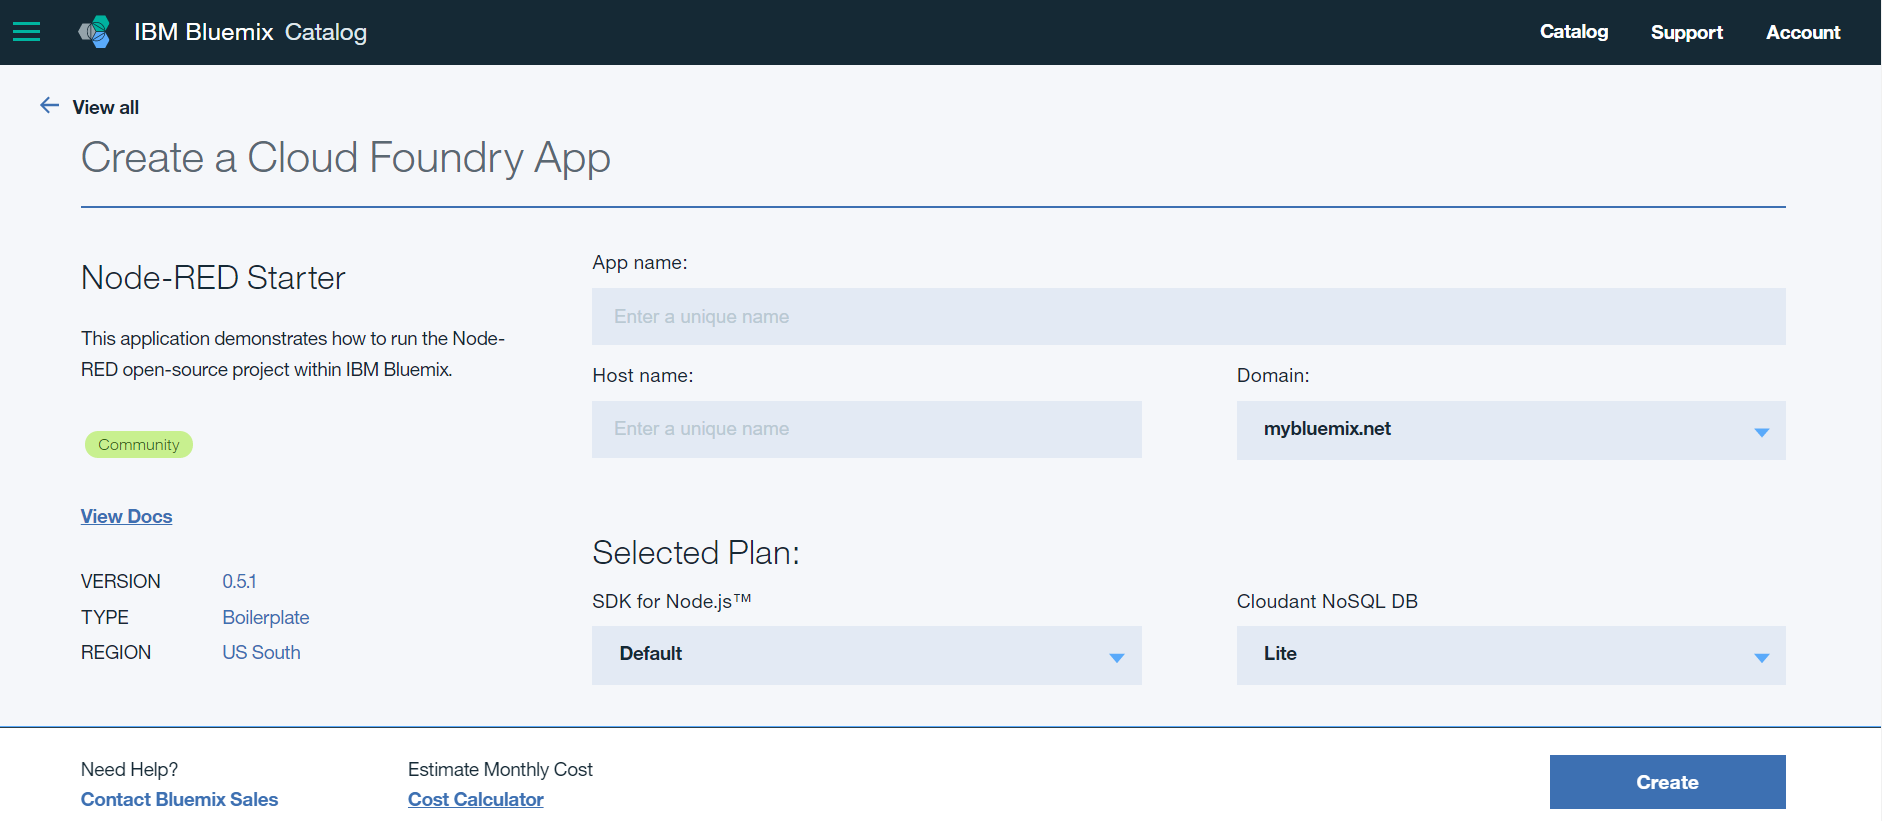 IBM Bluemix Catalog
Catalog
Support
Account
View all
Create a Cloud Foundry App
Node-RED Starter
This application demonstrates how to run the Node-
RED open-source project within IBM Bluemix.
Community
View Docs
VERSION 0.5.1
TYPE Boilerplate
REGION US South
App name:
Enter a unique name
Host name:
Enter a unique name
Domain:
mybluemix.net
Selected Plan:
SDK for Node.js™
Default
Cloudant NoSQL DB
Lite
Need Help?
Contact Bluemix Sales
Estimate Monthly Cost
Cost Calculator
Create